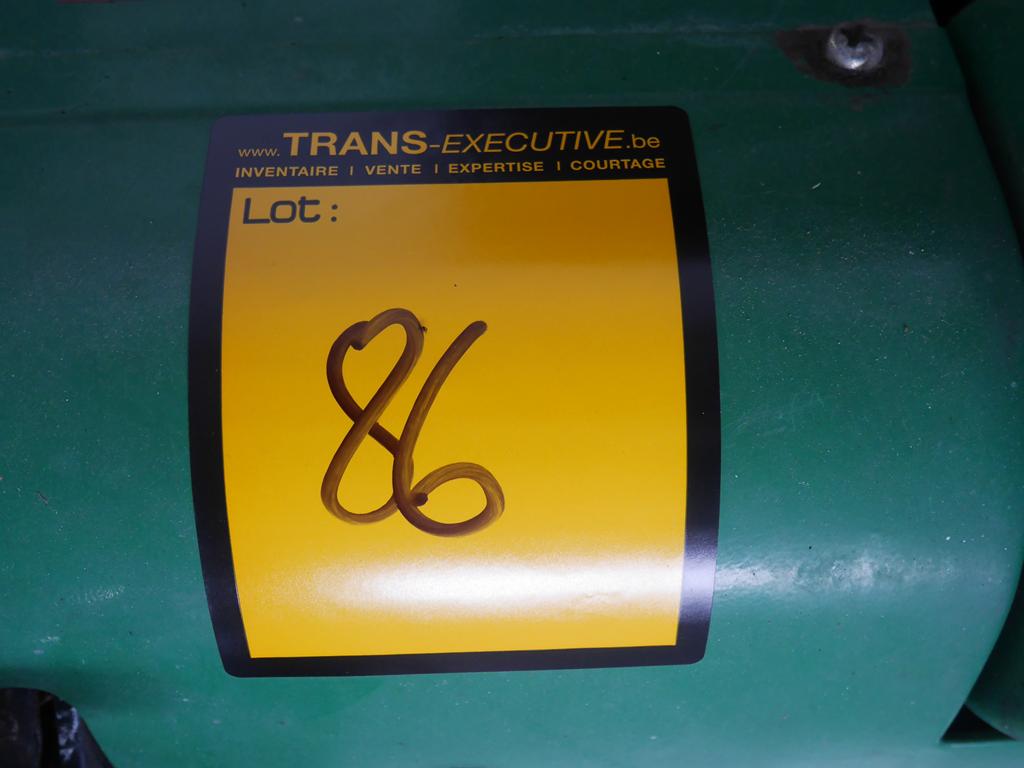 www.TRANS-EXECUTIVE.be
INVENTAIRE | VENTE | EXPERTISE | COURTAGE
Lot :
86